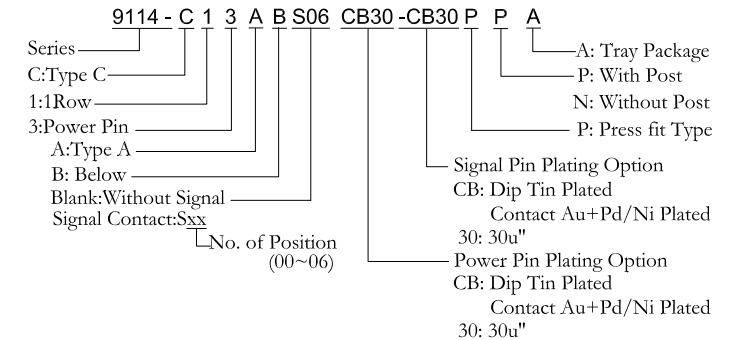 9114 - C 1 3 A B S06 CB30 -CB30 P P A
Series
C:Type C
1:1Row
3:Power Pin
A:Type A
B: Below
Blank:Without Signal
Signal Contact:Sxx
No. of Position
(00~06)
A: Tray Package
P: With Post
N: Without Post
P: Press fit Type
Signal Pin Plating Option
CB: Dip Tin Plated
Contact Au+Pd/Ni Plated
30: 30u"
Power Pin Plating Option
CB: Dip Tin Plated
Contact Au+Pd/Ni Plated
30: 30u"